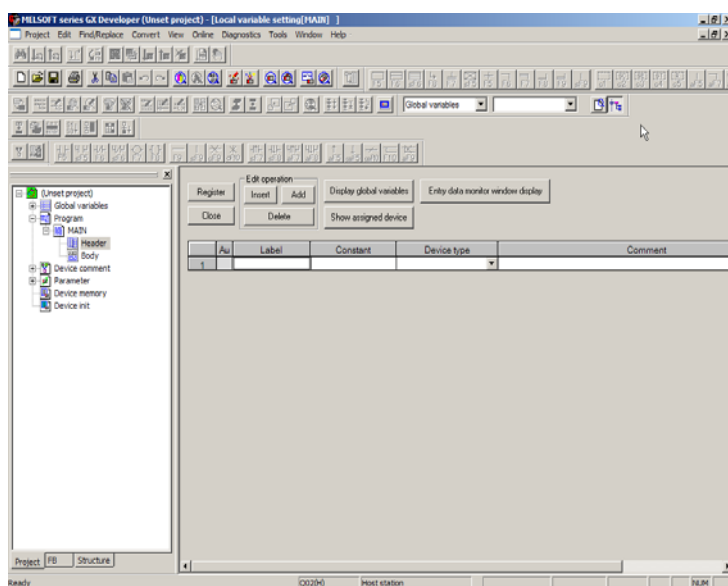 MELSOFT series GX Developer (Unset project) - [Local variable setting[MAIN] ]
Project Edit Find/Replace Convert View Online Diagnostics Tools Window Help
Global variables
(Unset project)
Global variables
Program
MAIN
Header
Body
Device comment
Parameter
Device memory
Device init
Project FB Structure
Register
Close
Edit operation
Insert Add
Delete
Display global variables
Show assigned device
Entry data monitor window display
Au Label Constant Device type Comment
1
Ready Q02(H) Host station NUM